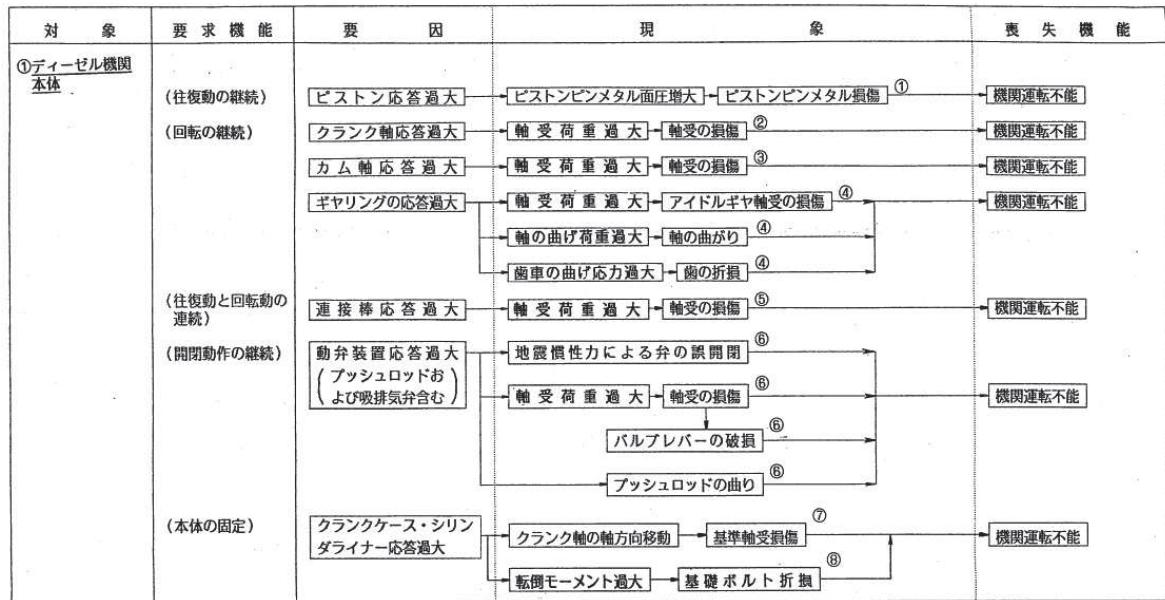 対象 要求機能 要因 現象 喪失機能
①ディーゼル機関
本体
(往復動の継続) ピストン応答過大 ピストンピンメタル面圧増大 ピストンピンメタル損傷 ① 機関運転不能
(回転の継続) クランク軸応答過大 軸受荷重過大 軸受の損傷 ② 機関運転不能
カム軸応答過大 軸受荷重過大 軸受の損傷 ③ 機関運転不能
ギヤリングの応答過大 軸受荷重過大 アイドルギヤ軸受の損傷 ④ 機関運転不能
軸の曲げ荷重過大 軸の曲がり ④
歯車の曲げ応力過大 歯の折損 ④
(往復動と回転動の
連続) 連接棒応答過大 軸受荷重過大 軸受の損傷 ⑤ 機関運転不能
(開閉動作の継続) 動弁装置応答過大 地震慣性力による弁の誤開閉 ⑥
(プッシュロッドお
よび吸排気弁含む) 軸受荷重過大 軸受の損傷 ⑥ 機関運転不能
バルブレバーの破損 ⑥
プッシュロッドの曲り ⑥
(本体の固定) クランクケース・シリン
ダライナー応答過大 クランク軸の軸方向移動 基準軸受損傷 ⑦ 機関運転不能
転倒モーメント過大 基礎ボルト折損 ⑧